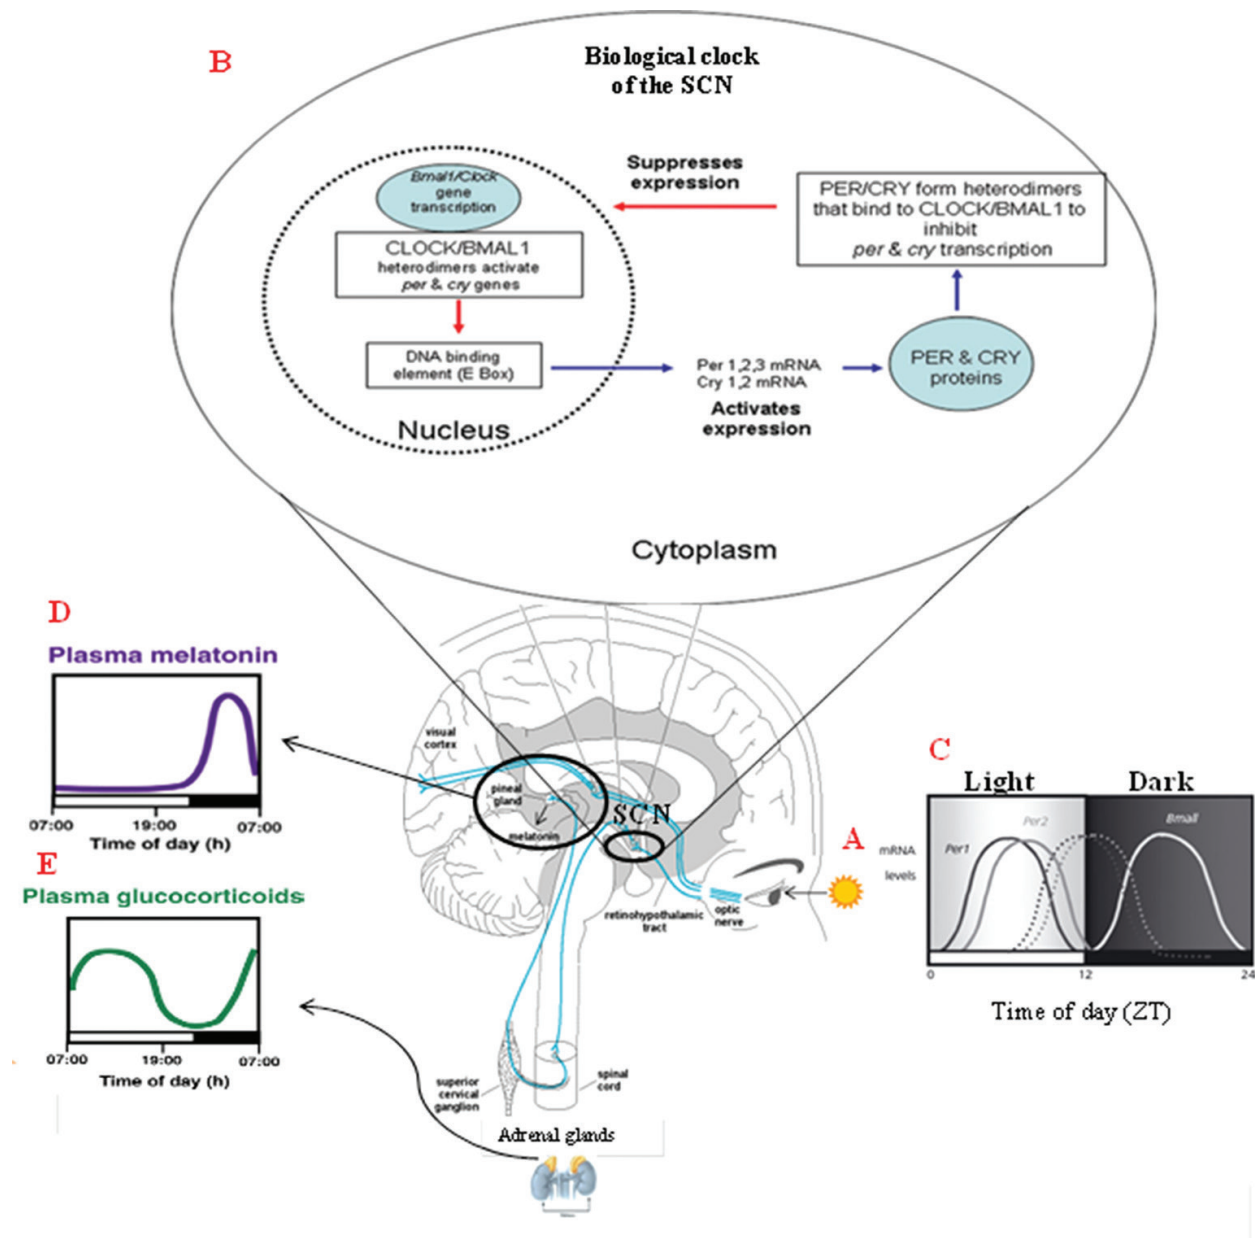 B
Biological clock
of the SCN
Suppresses
expression
Bmal1/Clock
gene
transcription
CLOCK/BMAL1
heterodimers activate
per & cry genes
DNA binding
element (E Box)
Nucleus
PER/CRY form heterodimers
that bind to CLOCK/BMAL1 to
inhibit
per & cry transcription
Per 1,2,3 mRNA
Cry 1,2 mRNA
Activates
expression
PER & CRY
proteins
Cytoplasm
D
Plasma melatonin
07:00
19:00
07:00
Time of day (h)
E
Plasma glucocorticoids
07:00
19:00
07:00
Time of day (h)
visual
cortex
pineal
gland
melatonin
SCN
retinohypothalamic
tract
optic
nerve
A
superior
cervical
ganglion
spinal
cord
Adrenal glands
C
Light
Dark
mRNA
levels
Per1
Per2
Bmall
0
12
24
Time of day (ZT)